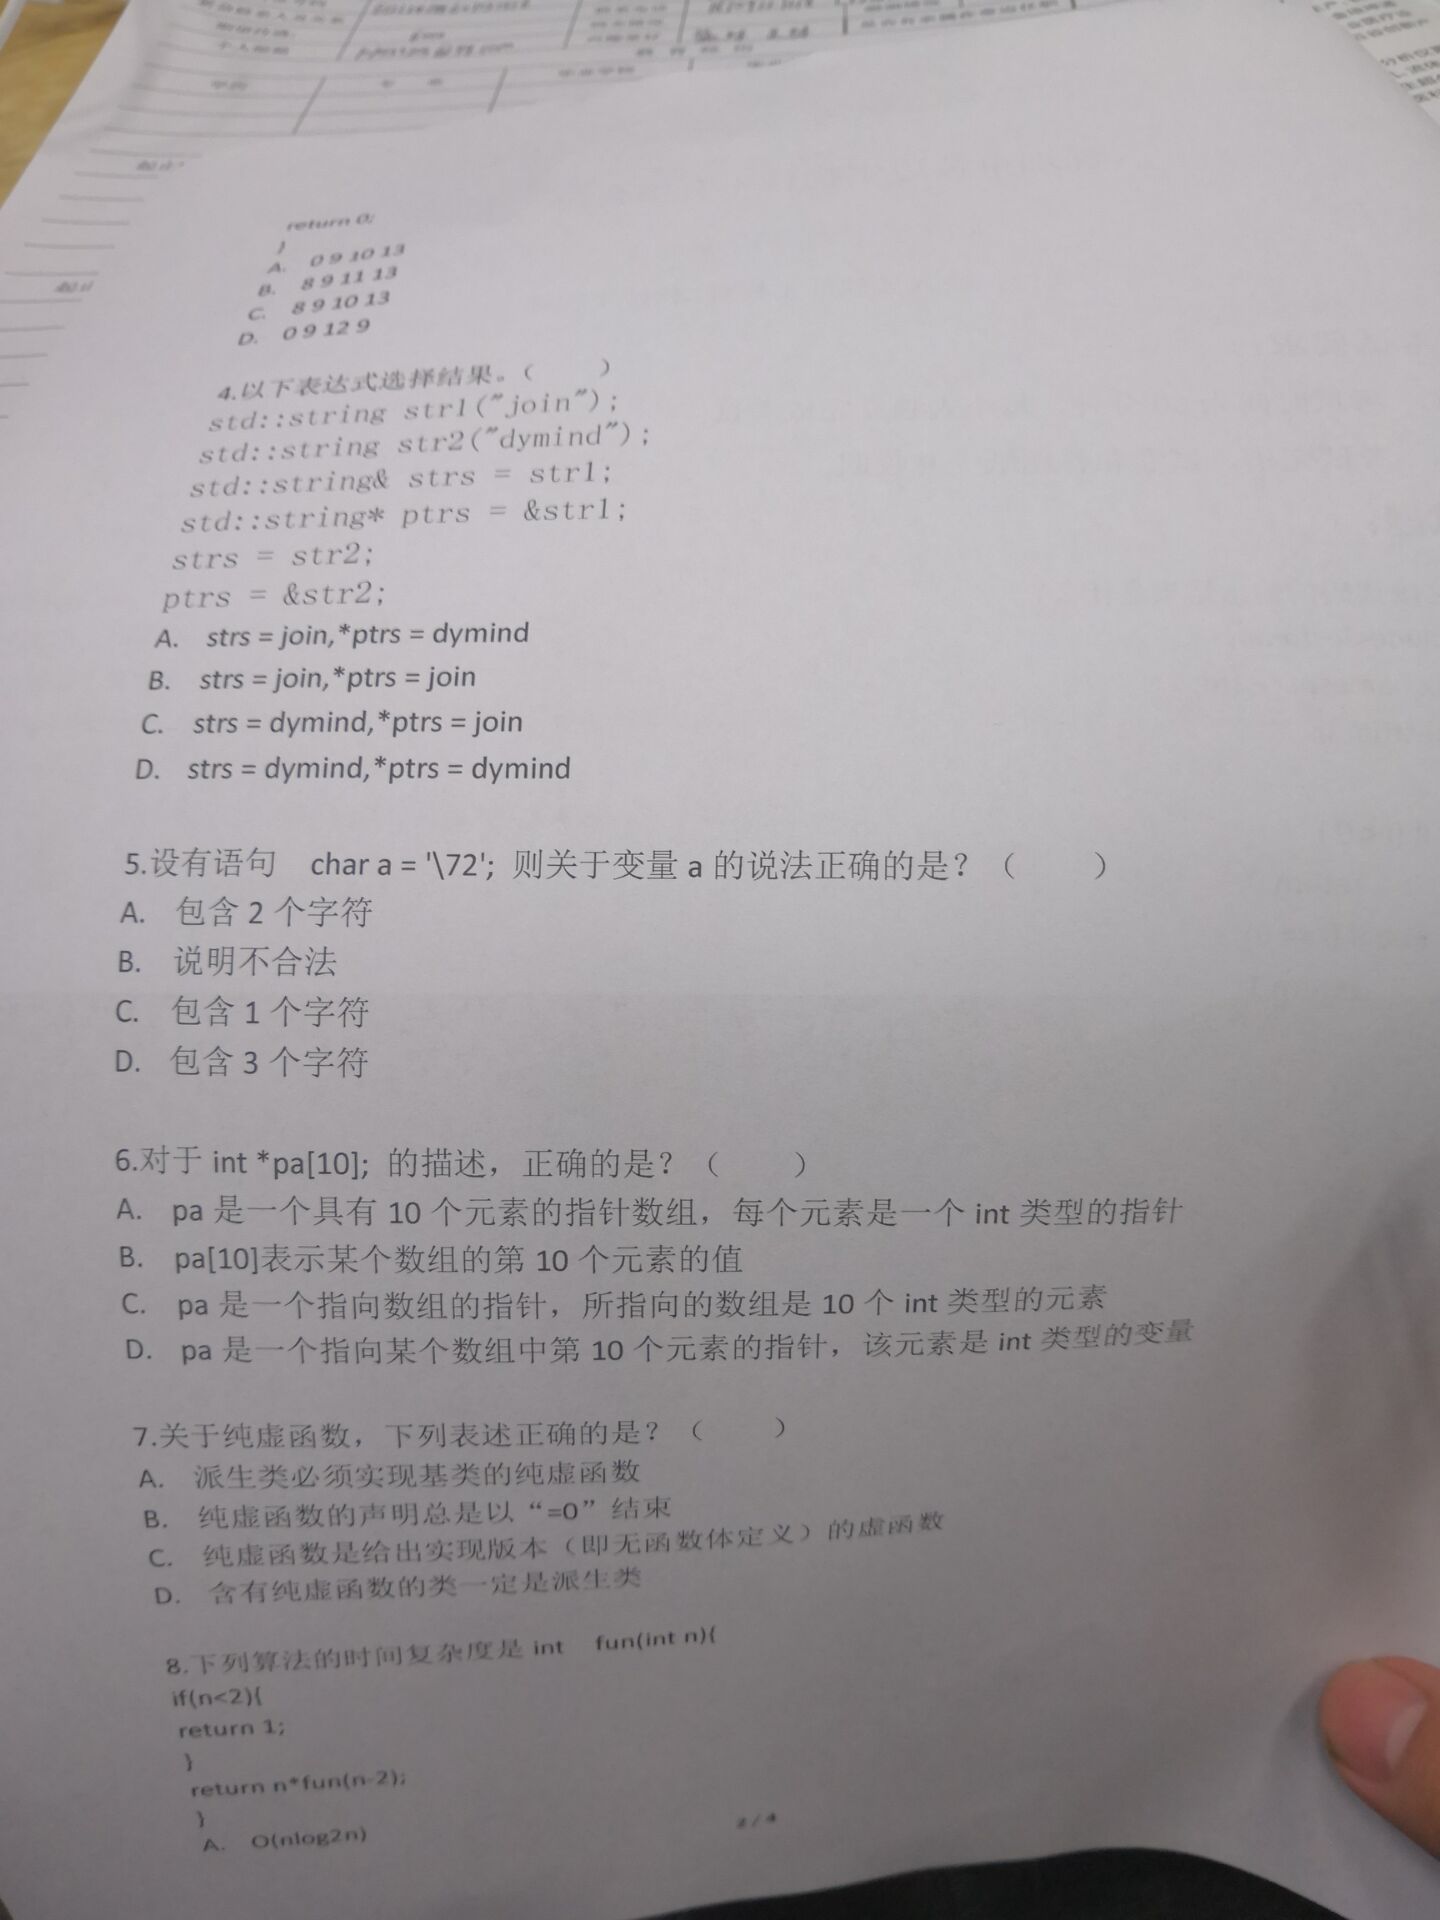 return 0;
}
A. 0 9 10 13
B. 8 9 11 13
C. 8 9 10 13
D. 0 9 12 9
4.以下表达式选择结果。（ ）
std::string str1("join");
std::string str2("dymind");
std::string& strs = str1;
std::string* ptrs = &str1;
strs = str2;
ptrs = &str2;
A. strs = join,*ptrs = dymind
B. strs = join,*ptrs = join
C. strs = dymind,*ptrs = join
D. strs = dymind,*ptrs = dymind
5.设有语句 char a = '\72'; 则关于变量 a 的说法正确的是？（ ）
A. 包含 2 个字符
B. 说明不合法
C. 包含 1 个字符
D. 包含 3 个字符
6.对于 int *pa[10]; 的描述，正确的是？（ ）
A. pa 是一个具有 10 个元素的指针数组，每个元素是一个 int 类型的指针
B. pa[10]表示某个数组的第 10 个元素的值
C. pa 是一个指向数组的指针，所指向的数组是 10 个 int 类型的元素
D. pa 是一个指向某个数组中第 10 个元素的指针，该元素是 int 类型的变量
7.关于纯虚函数，下列表述正确的是？（ ）
A. 派生类必须实现基类的纯虚函数
B. 纯虚函数的声明总是以“=0”结束
C. 纯虚函数是给出实现版本（即无函数体定义）的虚函数
D. 含有纯虚函数的类一定是派生类
8.下列算法的时间复杂度是 int fun(int n){
if(n<2){
return 1;
}
return n*fun(n-2);
}
A. O(nlog2n)
2 / 4